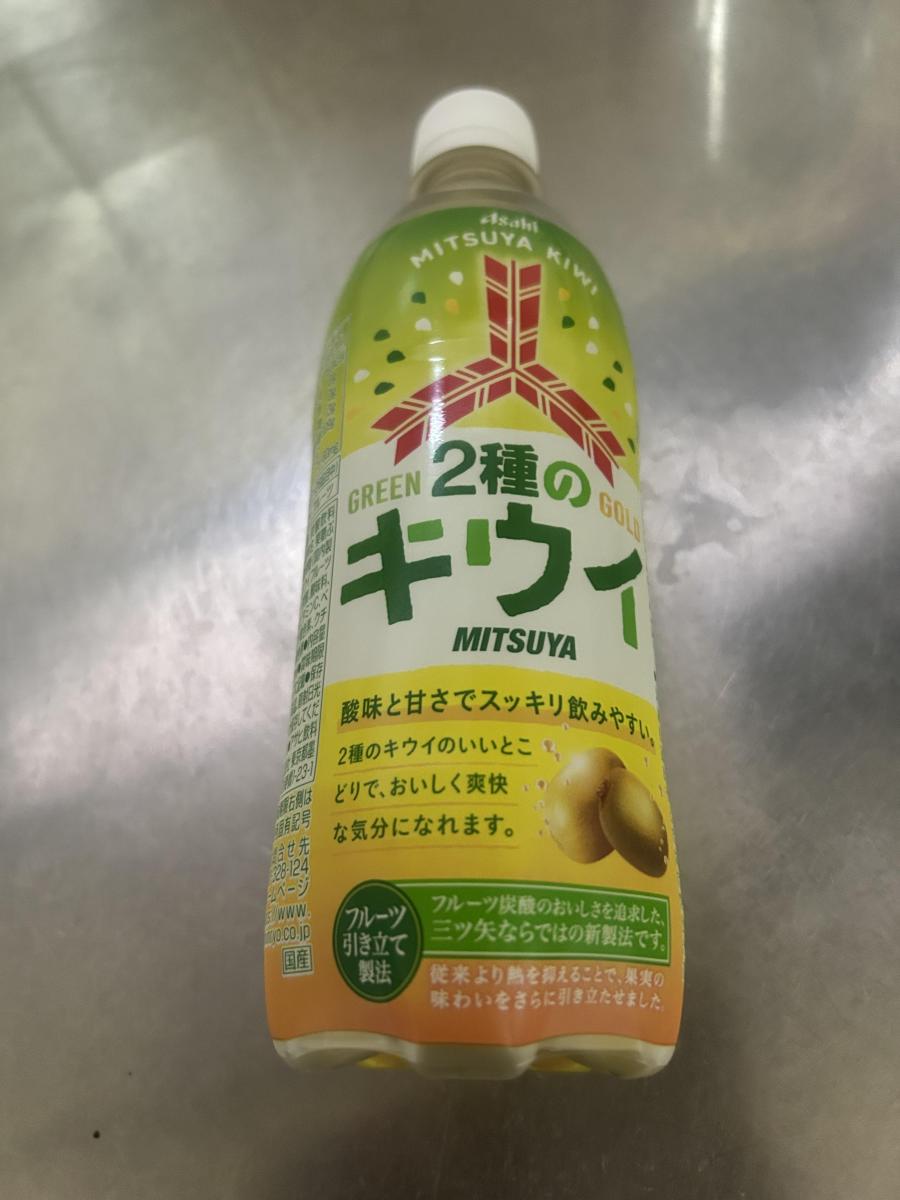 Asahi
MITSUYA KIWI
GREEN 2種の GOLD
キウイ
MITSUYA
酸味と甘さでスッキリ飲みやすい。
2種のキウイのいいとこ
どりで、おいしく爽快
な気分になれます。
フルーツ
引き立て
製法
フルーツ炭酸のおいしさを追求した、
三ツ矢ならではの新製法です。
従来より熱を抑えることで、果実の
味わいをさらに引き立たせました。
国産